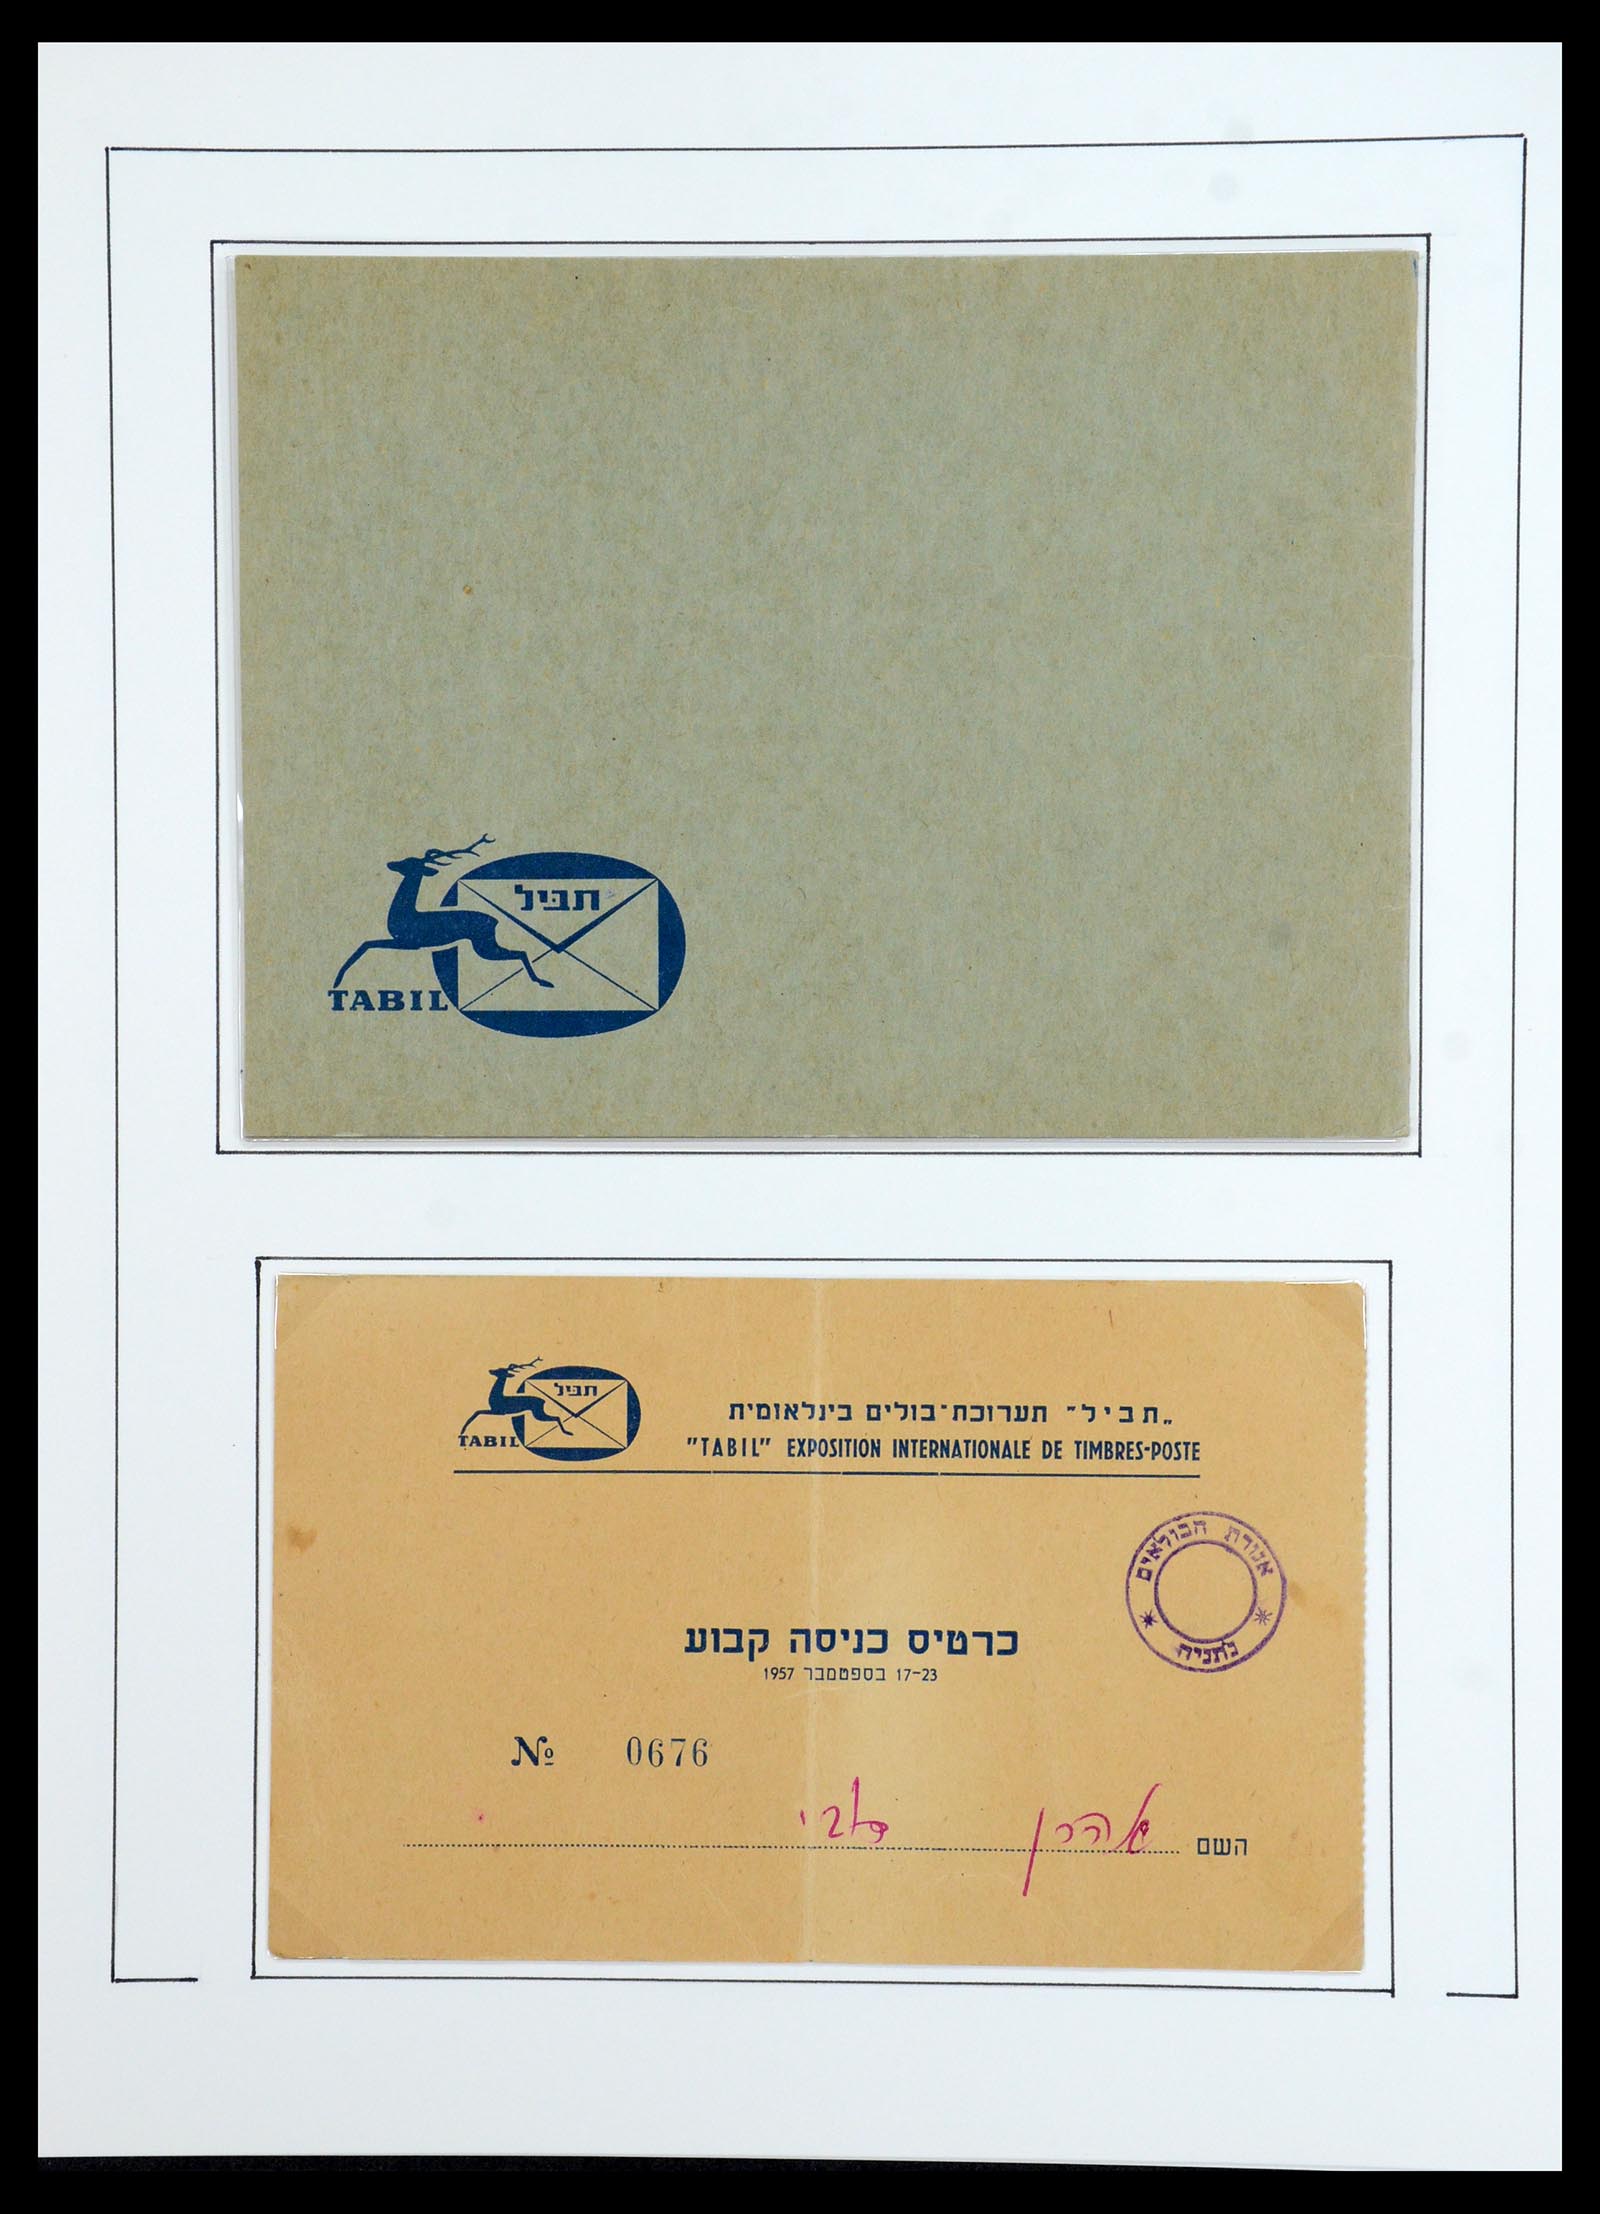 תביל
TABIL
תביל
TABIL
„תביל" תערוכת־בולים בינלאומית
"TABIL" EXPOSITION INTERNATIONALE DE TIMBRES-POSTE
אגודת הבולאים
נתניה
כרטיס כניסה קבוע
17-23 בספטמבר 1957
№ 0676
השם אהרן